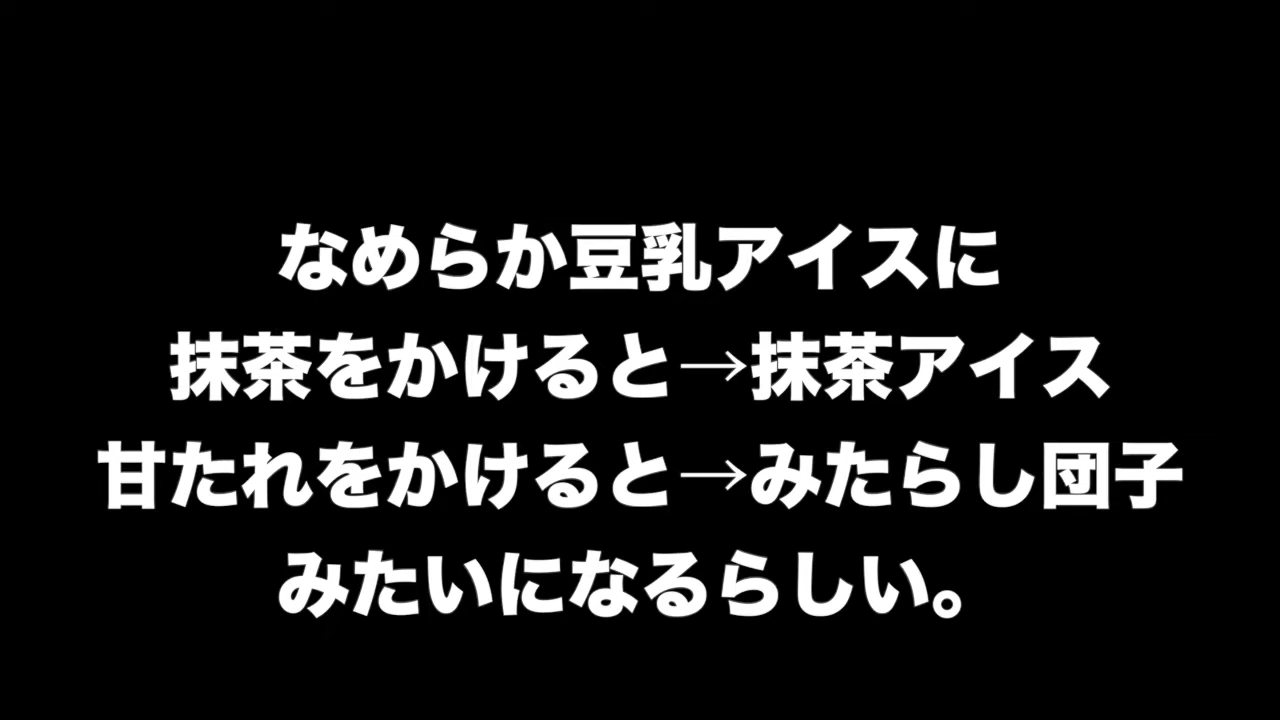 なめらか豆乳アイスに
抹茶をかけると→抹茶アイス
甘たれをかけると→みたらし団子
みたいになるらしい。